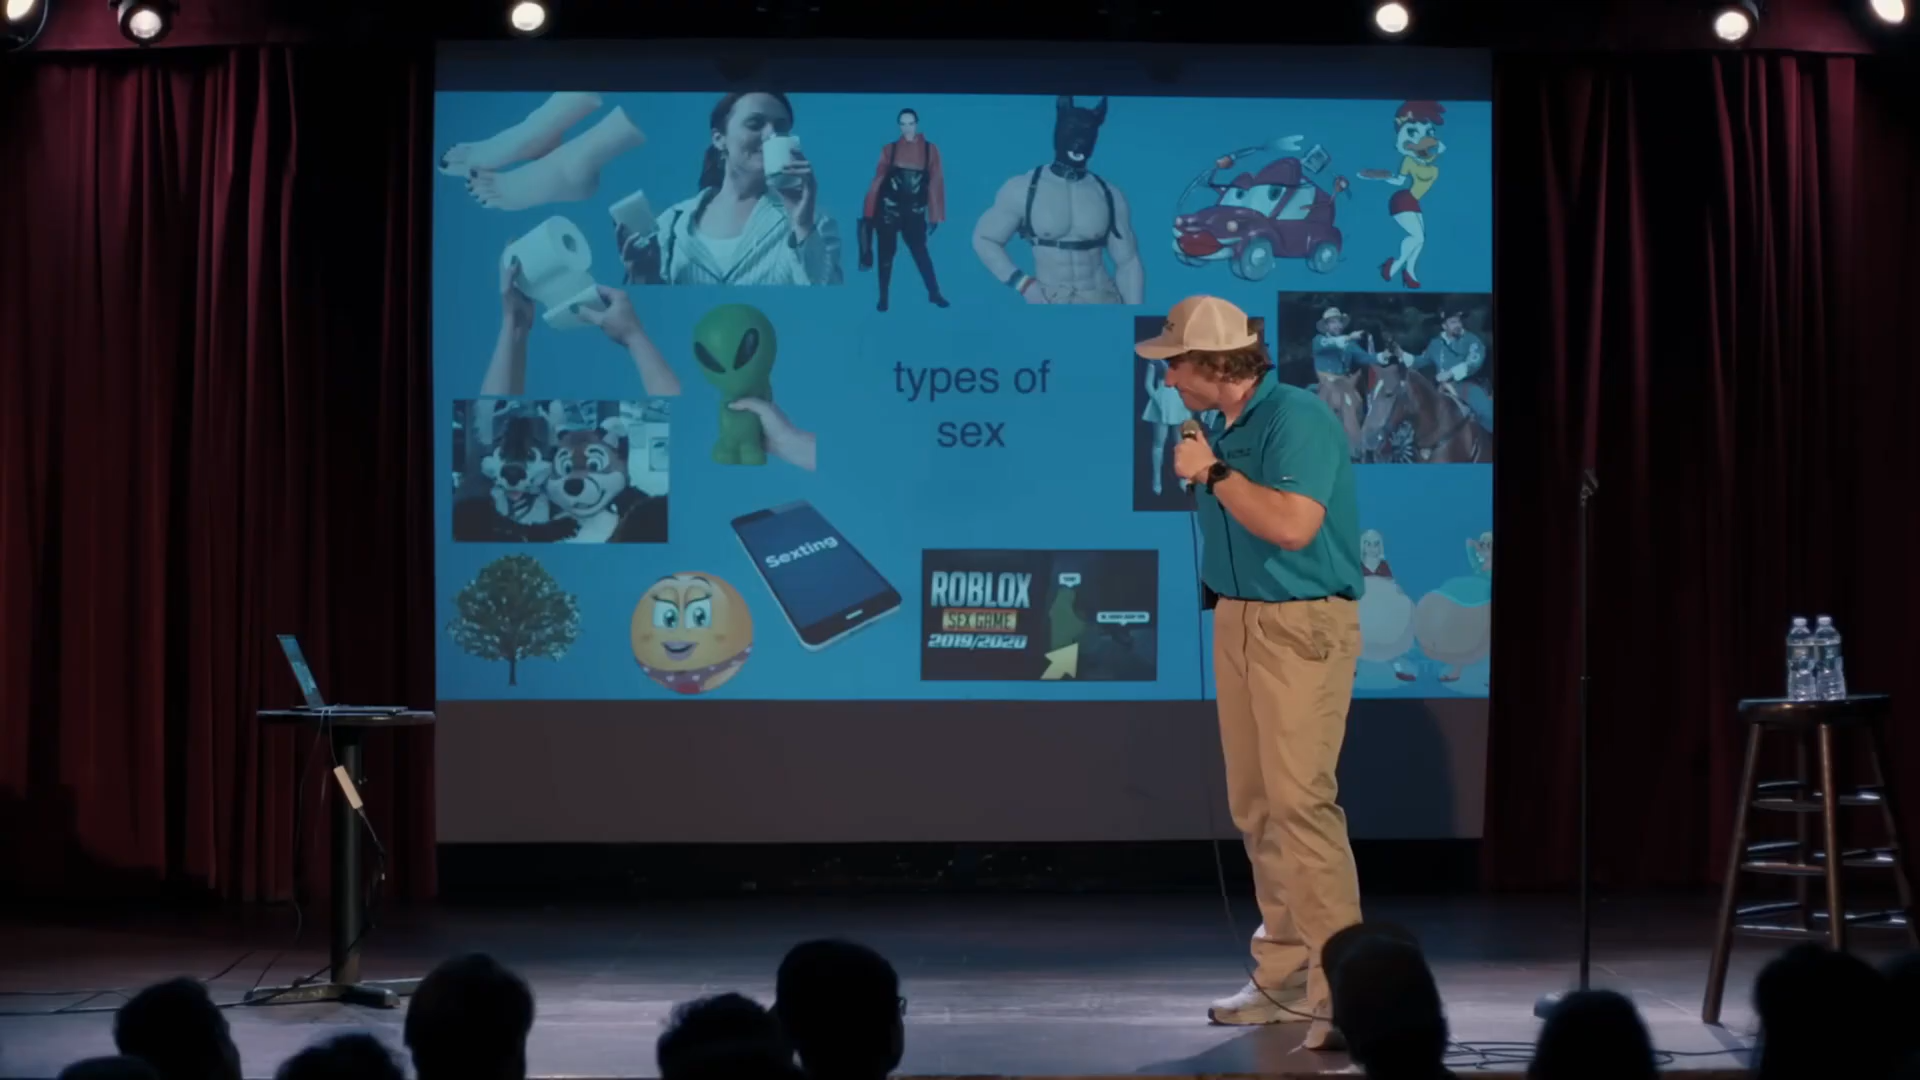 types of
sex
Sexting
ROBLOX
SEX GAME
2019/2020